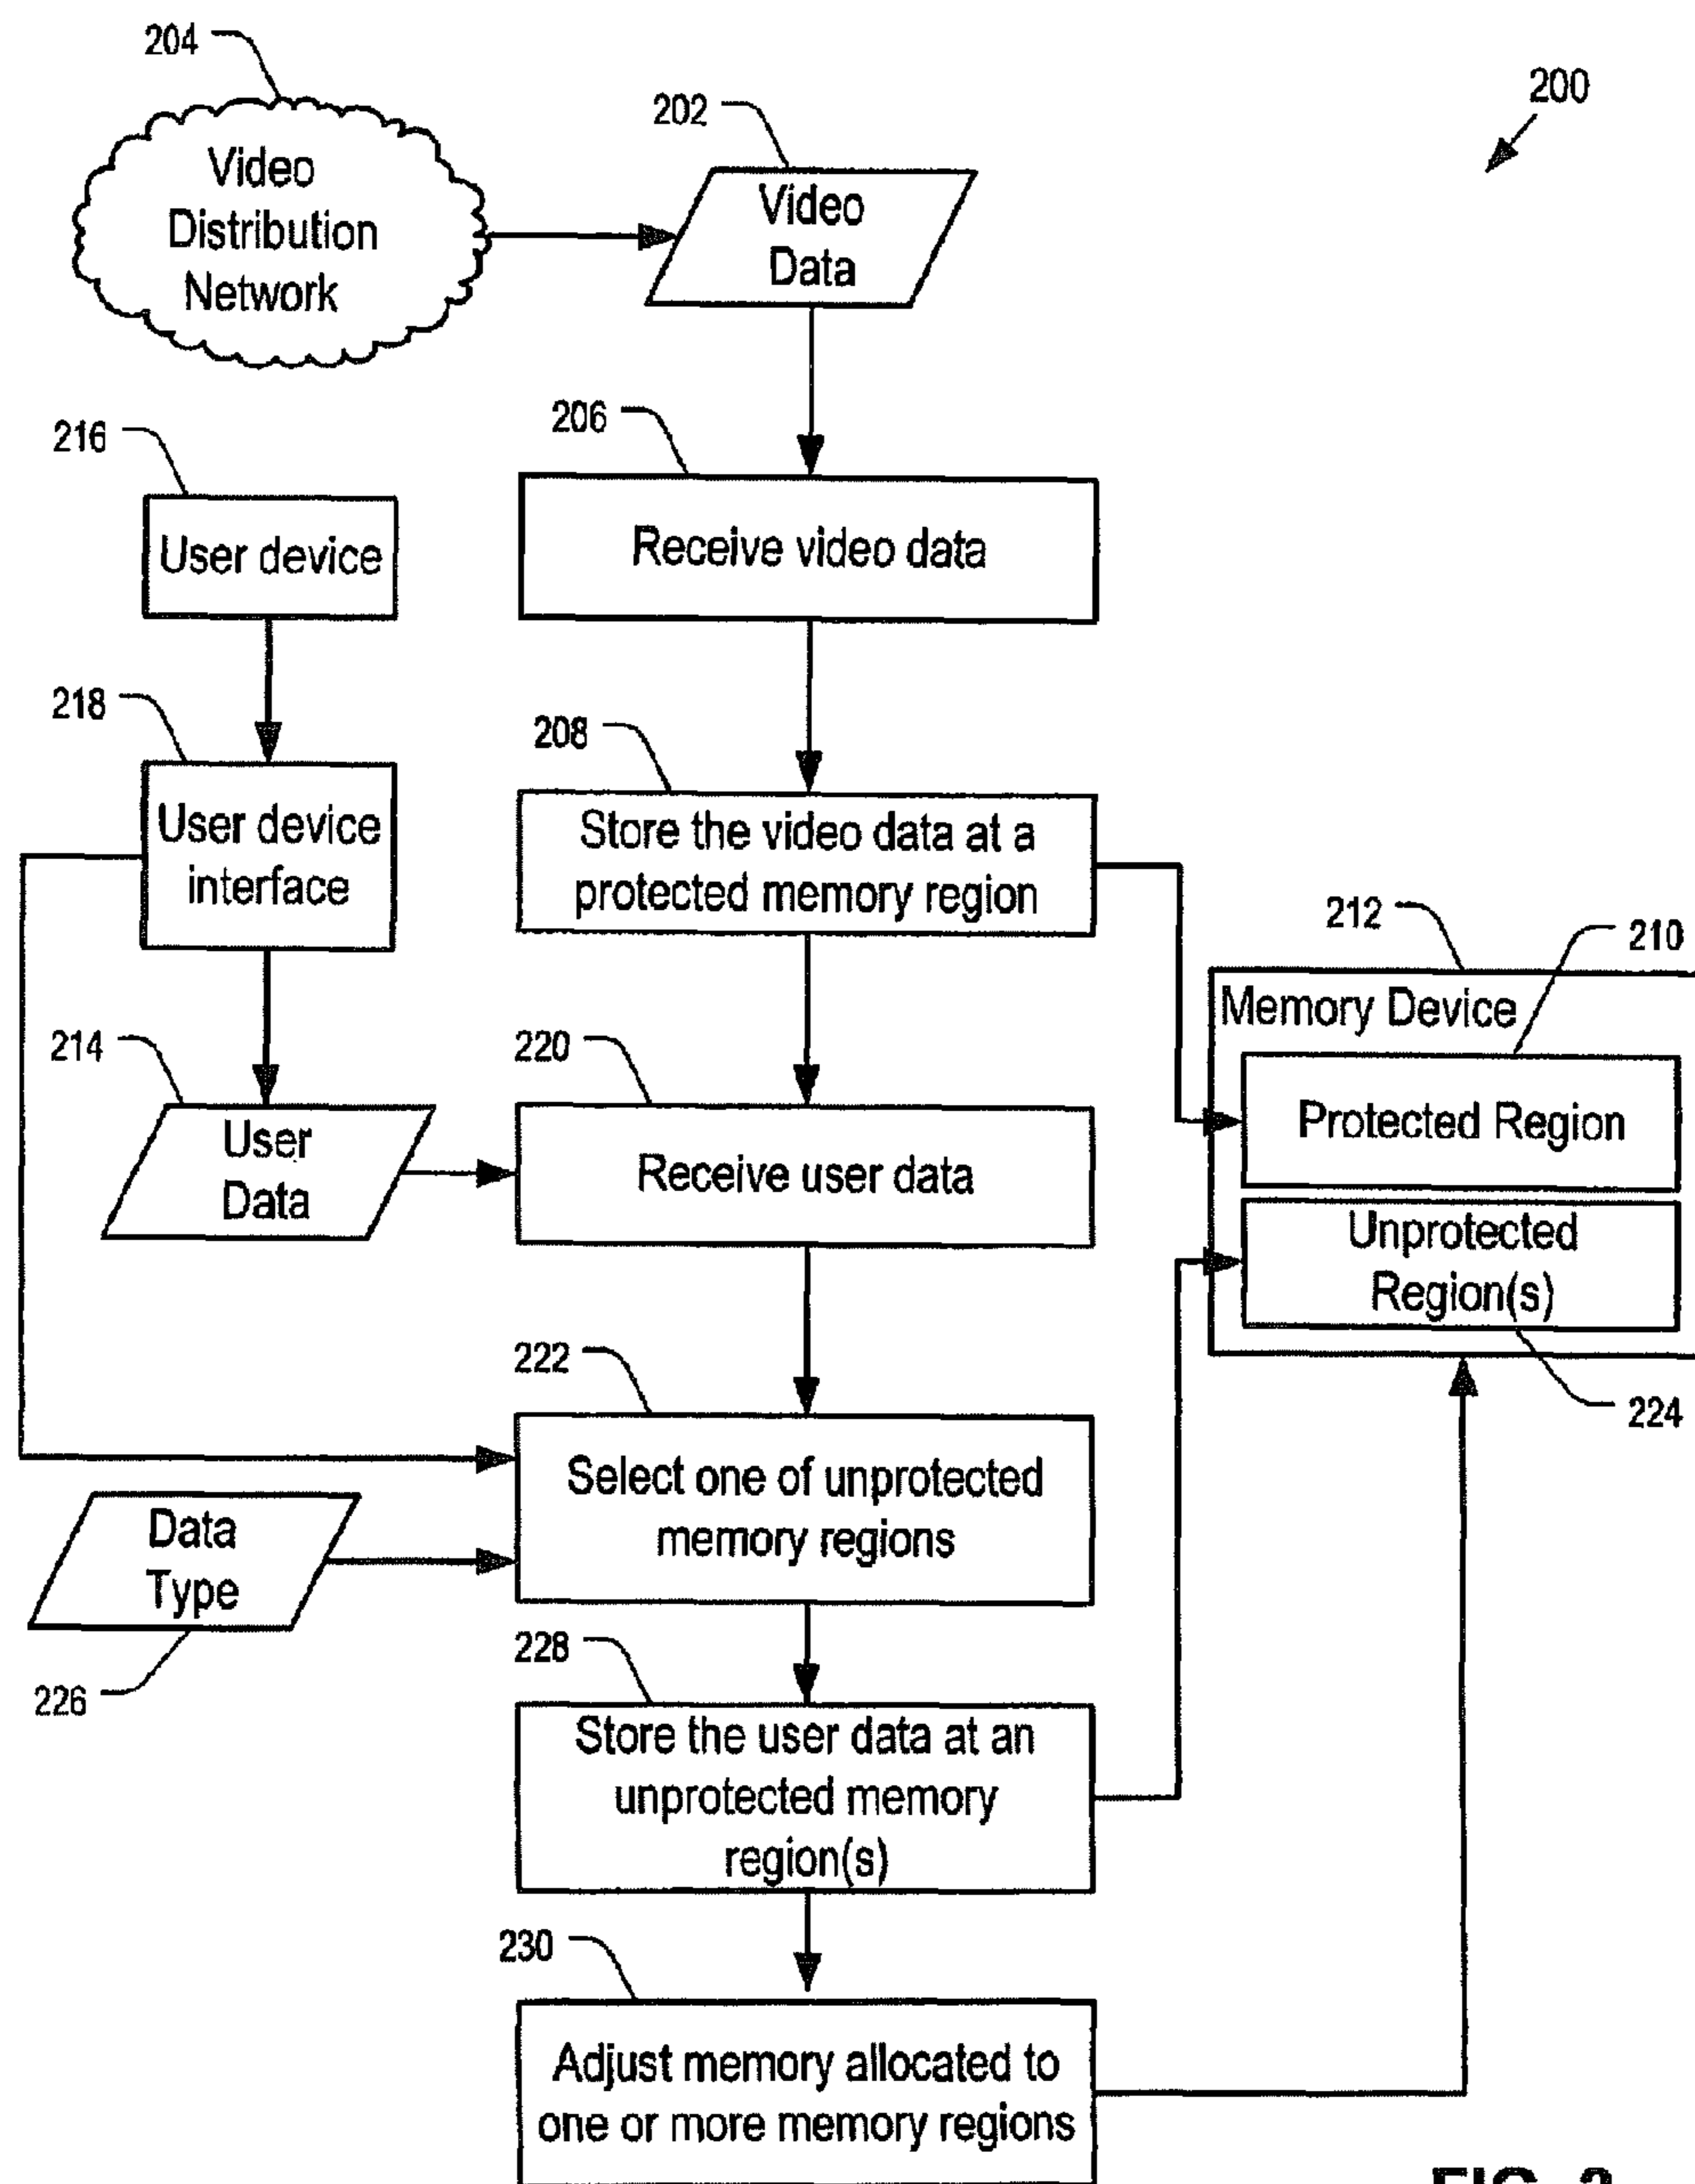 204
202
200
Video
Distribution
Network
Video
Data
206
216
Receive video data
User device
218
208
User device
interface
Store the video data at a
protected memory region
212
210
Memory Device
214
220
Protected Region
User
Data
Receive user data
Unprotected
Region(s)
222
224
Select one of unprotected
memory regions
Data
Type
228
226
Store the user data at an
unprotected memory
region(s)
230
Adjust memory allocated to
one or more memory regions